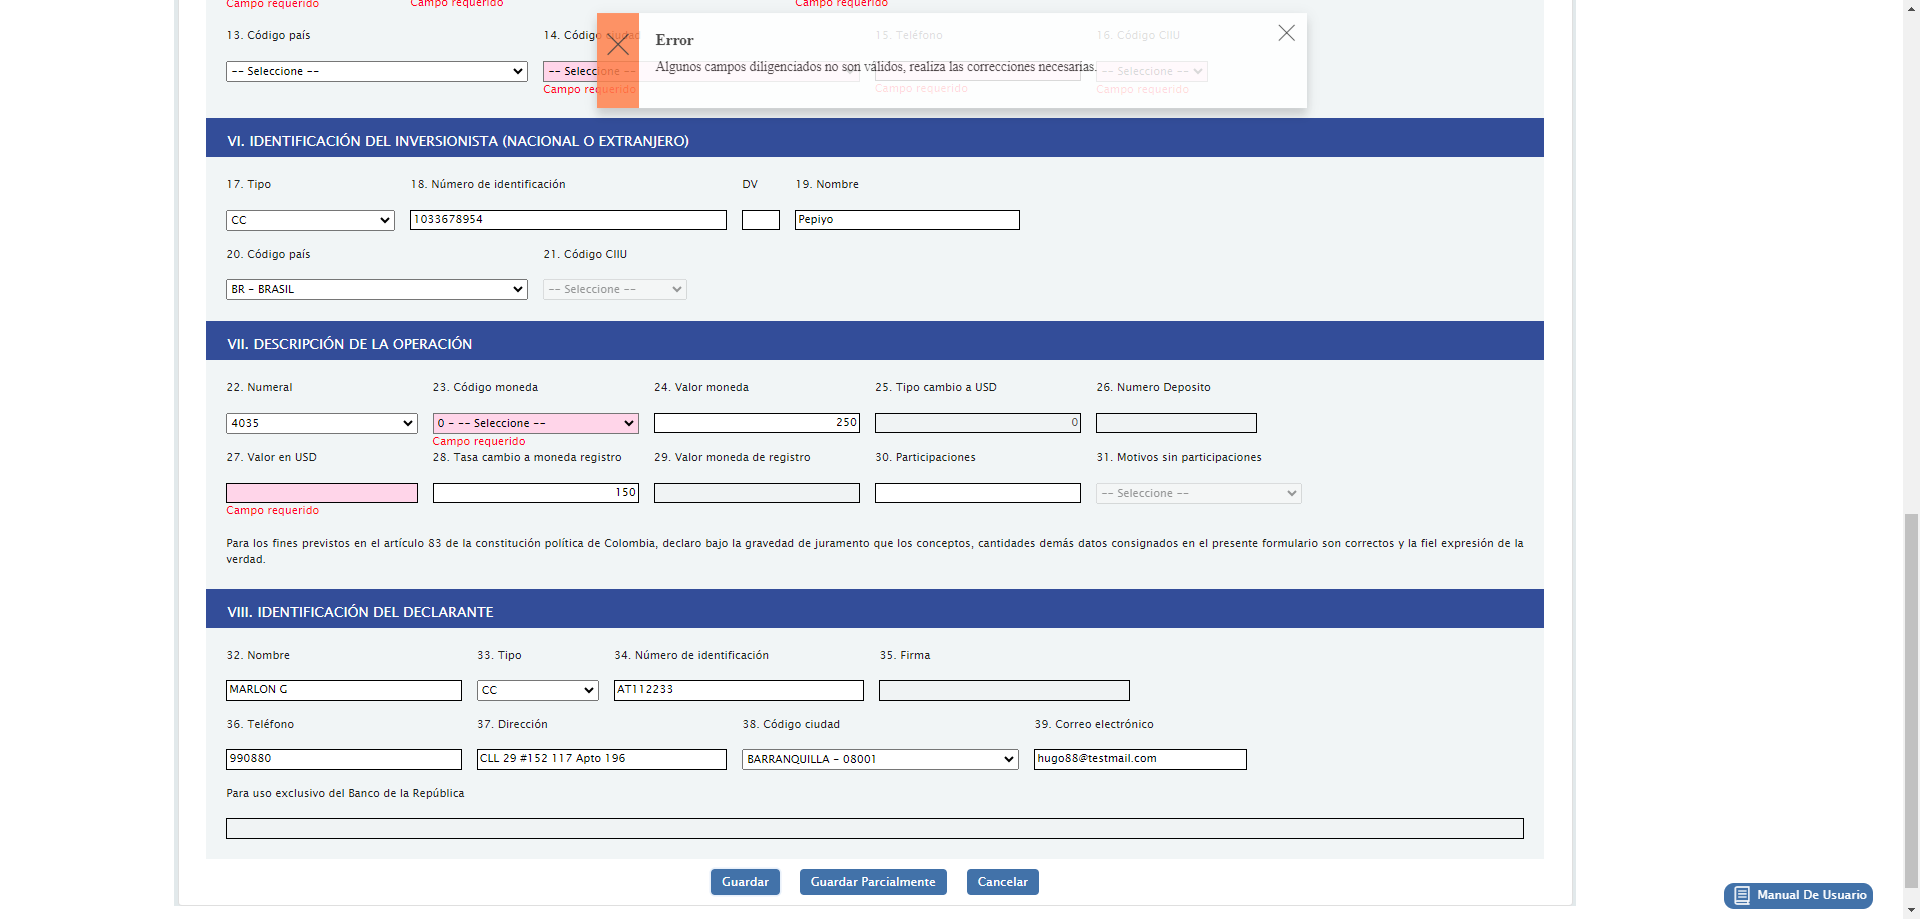 Campo requerido Campo requerido Campo requerido
13. Código país 14. Código ciudad 15. Teléfono 16. Código CIIU
Error
-- Seleccione -- -- Seleccione -- -- Seleccione --
Algunos campos diligenciados no son válidos, realiza las correcciones necesarias.
Campo requerido Campo requerido Campo requerido
VI. IDENTIFICACIÓN DEL INVERSIONISTA (NACIONAL O EXTRANJERO)
17. Tipo 18. Número de identificación DV 19. Nombre
CC 1033678954 Pepiyo
20. Código país 21. Código CIIU
BR - BRASIL -- Seleccione --
VII. DESCRIPCIÓN DE LA OPERACIÓN
22. Numeral 23. Código moneda 24. Valor moneda 25. Tipo cambio a USD 26. Numero Deposito
4035 0 - -- Seleccione -- 250 0
Campo requerido
27. Valor en USD 28. Tasa cambio a moneda registro 29. Valor moneda de registro 30. Participaciones 31. Motivos sin participaciones
150 -- Seleccione --
Campo requerido
Para los fines previstos en el artículo 83 de la constitución política de Colombia, declaro bajo la gravedad de juramento que los conceptos, cantidades demás datos consignados en el presente formulario son correctos y la fiel expresión de la
verdad.
VIII. IDENTIFICACIÓN DEL DECLARANTE
32. Nombre 33. Tipo 34. Número de identificación 35. Firma
MARLON G CC AT112233
36. Teléfono 37. Dirección 38. Código ciudad 39. Correo electrónico
990880 CLL 29 #152 117 Apto 196 BARRANQUILLA - 08001 hugo88@testmail.com
Para uso exclusivo del Banco de la República
Guardar Guardar Parcialmente Cancelar
Manual De Usuario